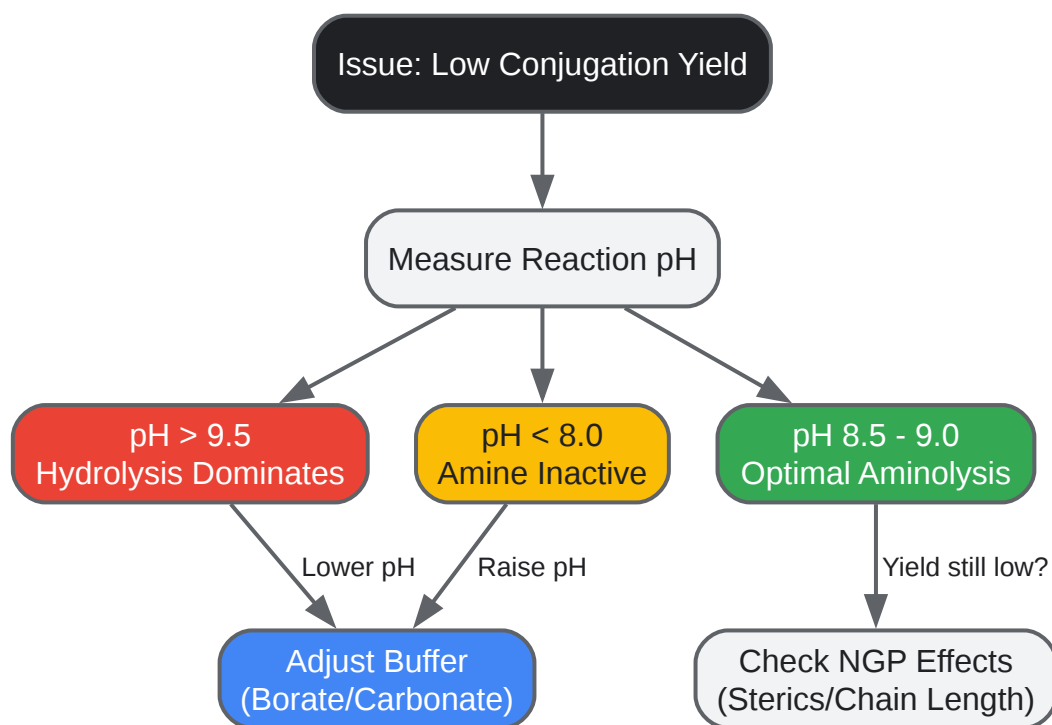 Issue: Low Conjugation Yield
Measure Reaction pH
pH > 9.5
Hydrolysis Dominates
pH < 8.0
Amine Inactive
pH 8.5 - 9.0
Optimal Aminolysis
Lower pH
Raise pH
Yield still low?
Adjust Buffer
(Borate/Carbonate)
Check NGP Effects
(Sterics/Chain Length)